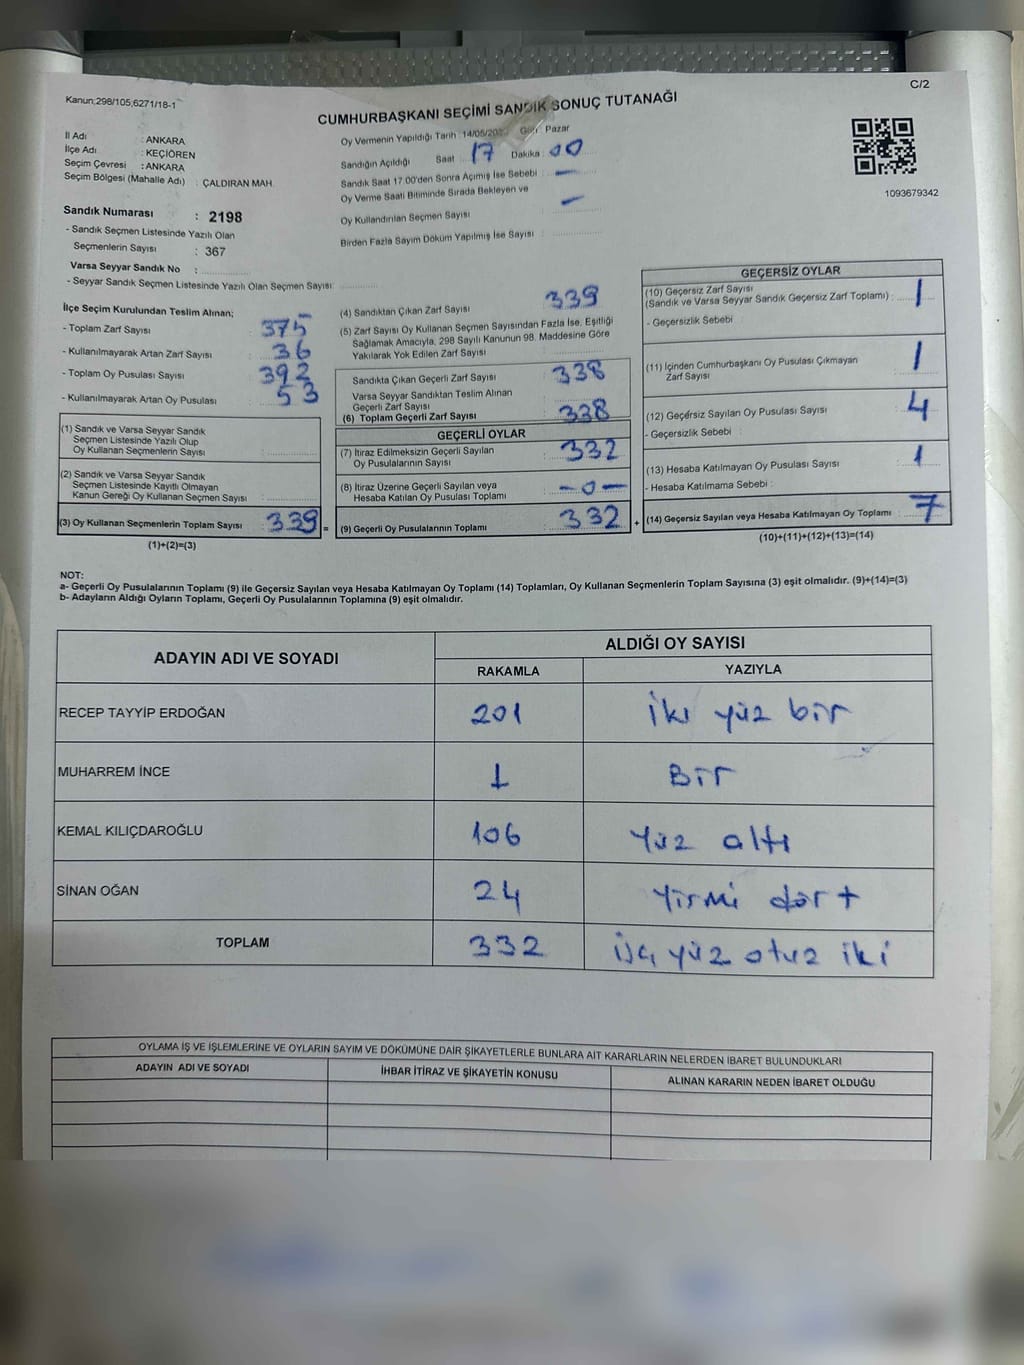 C/2
Kanun;298/105,6271/18-1
CUMHURBAŞKANI SEÇİMİ SANDIK SONUÇ TUTANAĞI
İl Adı : ANKARA
İlçe Adı : KEÇİÖREN
Seçim Çevresi : ANKARA
Seçim Bölgesi (Mahalle Adı) : ÇALDIRAN MAH.
Oy Vermenin Yapıldığı Tarih : 14/05/2023 Gün : Pazar
Sandığın Açıldığı Saat : 17 Dakika : 00
Sandık Saat 17:00'den Sonra Açımış İse Sebebi : —
Oy Verme Saati Bitiminde Sırada Bekleyen ve
Oy Kullandırılan Seçmen Sayısı : —
Birden Fazla Sayım Döküm Yapılmış İse Sayısı :
1093679342
Sandık Numarası : 2198
- Sandık Seçmen Listesinde Yazılı Olan
Seçmenlerin Sayısı : 367
Varsa Seyyar Sandık No :
- Seyyar Sandık Seçmen Listesinde Yazılı Olan Seçmen Sayısı:
İlçe Seçim Kurulundan Teslim Alınan;
- Toplam Zarf Sayısı : 375
- Kullanılmayarak Artan Zarf Sayısı : 36
- Toplam Oy Pusulası Sayısı : 392
- Kullanılmayarak Artan Oy Pusulası : 53
(1) Sandık ve Varsa Seyyar Sandık
Seçmen Listesinde Yazılı Olup
Oy Kullanan Seçmenlerin Sayısı :
(2) Sandık ve Varsa Seyyar Sandık
Seçmen Listesinde Kayıtlı Olmayan
Kanun Gereği Oy Kullanan Seçmen Sayısı :
(3) Oy Kullanan Seçmenlerin Toplam Sayısı : 339 =
(1)+(2)=(3)
(4) Sandıktan Çıkan Zarf Sayısı : 339
(5) Zarf Sayısı Oy Kullanan Seçmen Sayısından Fazla İse, Eşitliği
Sağlamak Amacıyla, 298 Sayılı Kanunun 98. Maddesine Göre
Yakılarak Yok Edilen Zarf Sayısı :
Sandıkta Çıkan Geçerli Zarf Sayısı : 338
Varsa Seyyar Sandıktan Teslim Alınan
Geçerli Zarf Sayısı :
(6) Toplam Geçerli Zarf Sayısı : 338
GEÇERLİ OYLAR
(7) İtiraz Edilmeksizin Geçerli Sayılan
Oy Pusulalarının Sayısı : 332
(8) İtiraz Üzerine Geçerli Sayılan veya
Hesaba Katılan Oy Pusulası Toplamı : —0—
(9) Geçerli Oy Pusulalarının Toplamı : 332 +
GEÇERSİZ OYLAR
(10) Geçersiz Zarf Sayısı
(Sandık ve Varsa Seyyar Sandık Geçersiz Zarf Toplamı) : 1
- Geçersizlik Sebebi :
(11) İçinden Cumhurbaşkanı Oy Pusulası Çıkmayan
Zarf Sayısı : 1
(12) Geçersiz Sayılan Oy Pusulası Sayısı : 4
- Geçersizlik Sebebi :
(13) Hesaba Katılmayan Oy Pusulası Sayısı : 1
- Hesaba Katılmama Sebebi :
(14) Geçersiz Sayılan veya Hesaba Katılmayan Oy Toplamı : 7
(10)+(11)+(12)+(13)=(14)
NOT:
a- Geçerli Oy Pusulalarının Toplamı (9) ile Geçersiz Sayılan veya Hesaba Katılmayan Oy Toplamı (14) Toplamları, Oy Kullanan Seçmenlerin Toplam Sayısına (3) eşit olmalıdır. (9)+(14)=(3)
b- Adayların Aldığı Oyların Toplamı, Geçerli Oy Pusulalarının Toplamına (9) eşit olmalıdır.
ADAYIN ADI VE SOYADI ALDIĞI OY SAYISI
RAKAMLA YAZIYLA
RECEP TAYYİP ERDOĞAN 201 iki yüz bir
MUHARREM İNCE 1 Bir
KEMAL KILIÇDAROĞLU 106 Yüz altı
SİNAN OĞAN 24 Yirmi dört
TOPLAM 332 üç yüz otuz iki
OYLAMA İŞ VE İŞLEMLERİNE VE OYLARIN SAYIM VE DÖKÜMÜNE DAİR ŞİKAYETLERLE BUNLARA AİT KARARLARIN NELERDEN İBARET BULUNDUKLARI
ADAYIN ADI VE SOYADI İHBAR İTİRAZ VE ŞİKAYETİN KONUSU ALINAN KARARIN NEDEN İBARET OLDUĞU